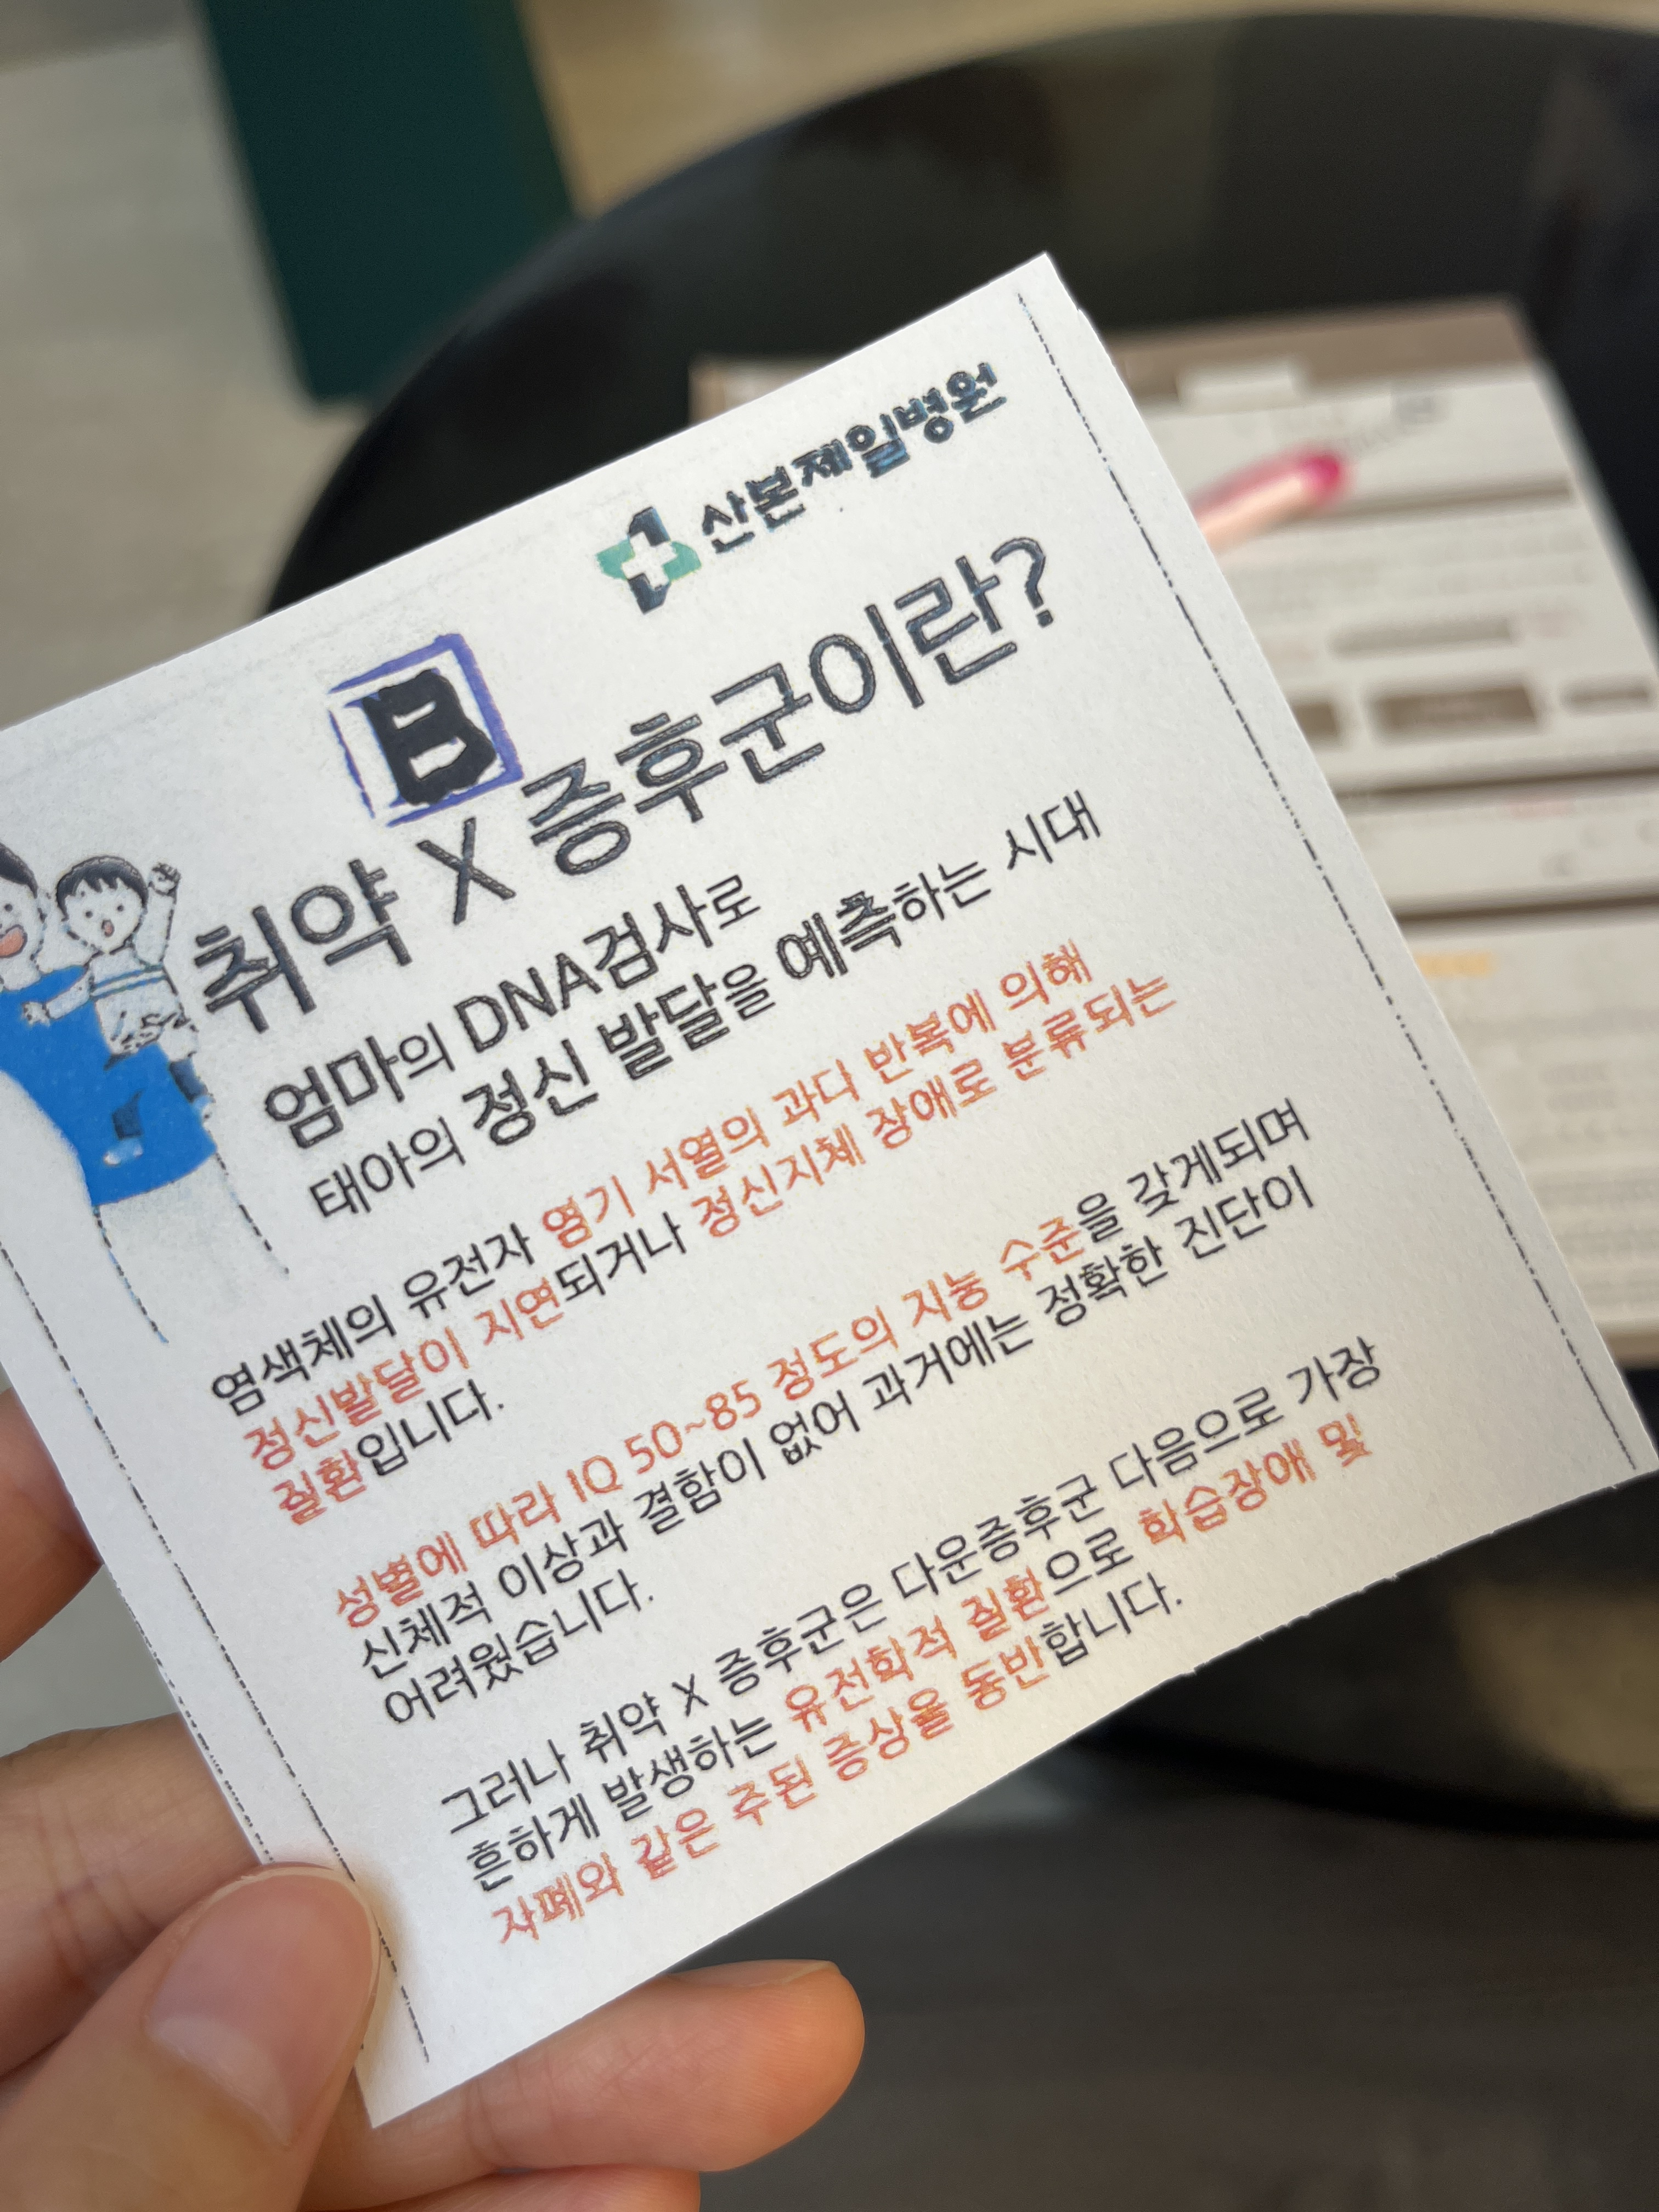 산본제일병원
B
취약 X 증후군이란?
엄마의 DNA검사로
태아의 정신 발달을 예측하는 시대
염색체의 유전자 염기 서열의 과다 반복에 의해
정신발달이 지연되거나 정신지체 장애로 분류되는
질환입니다.
성별에 따라 IQ 50~85 정도의 지능 수준을 갖게되며
신체적 이상과 결함이 없어 과거에는 정확한 진단이
어려웠습니다.
그러나 취약 X 증후군은 다운증후군 다음으로 가장
흔하게 발생하는 유전학적 질환으로 학습장애 및
자폐와 같은 주된 증상을 동반합니다.